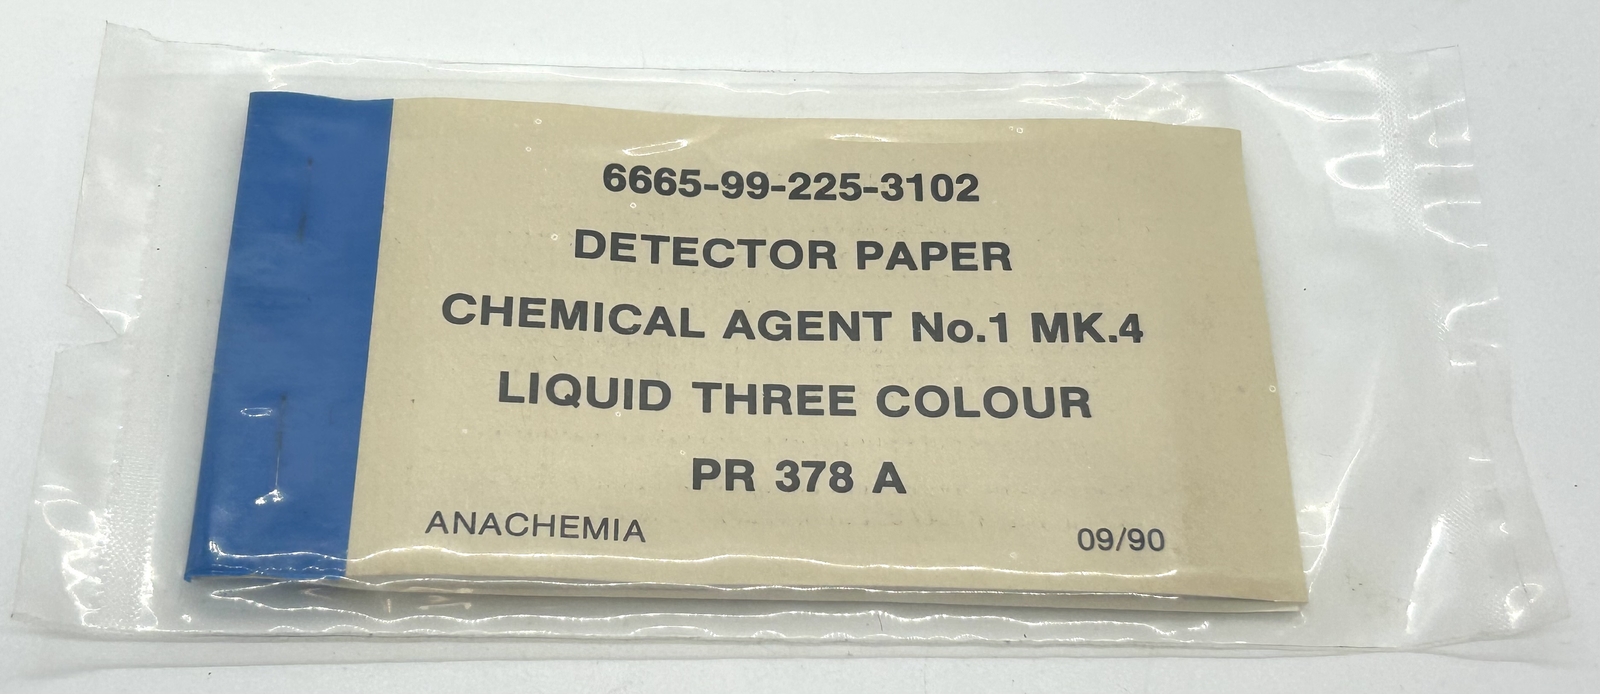 6665-99-225-3102
DETECTOR PAPER
CHEMICAL AGENT No.1 MK.4
LIQUID THREE COLOUR
PR 378 A
ANACHEMIA 09/90